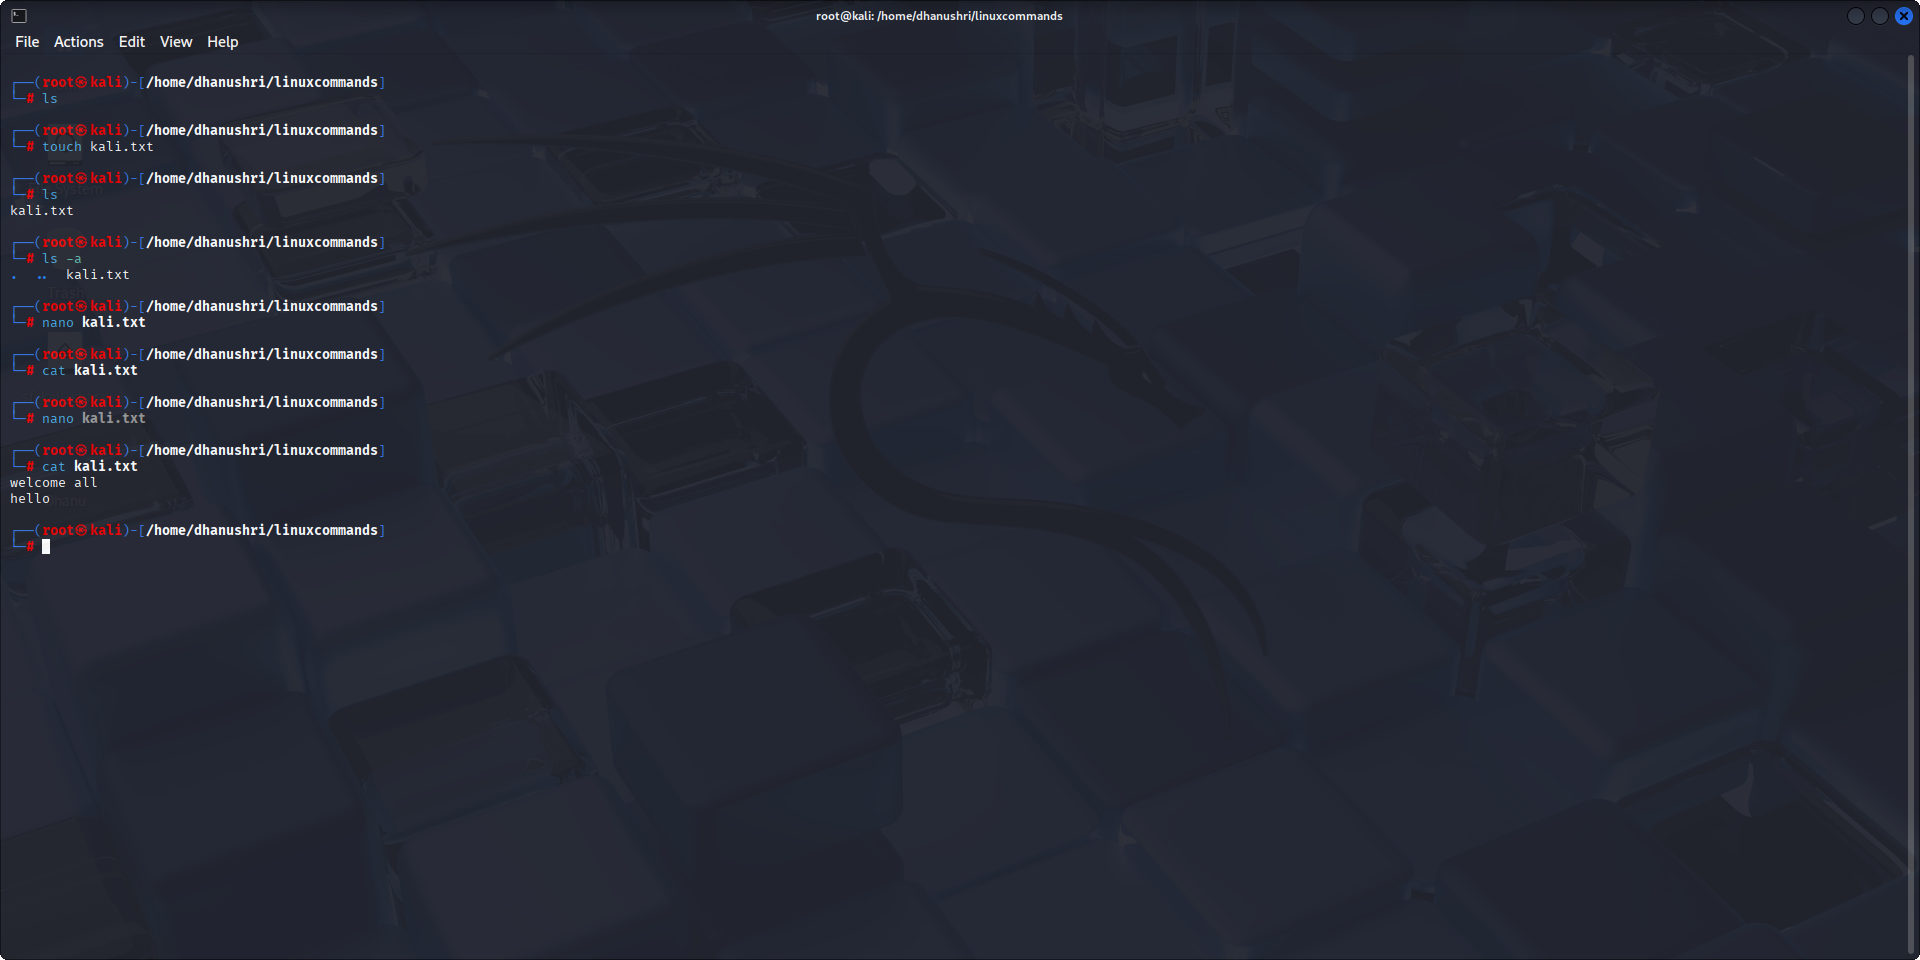 root@kali: /home/dhanushri/linuxcommands
File Actions Edit View Help
┌──(root㉿kali)-[/home/dhanushri/linuxcommands]
└─# ls
┌──(root㉿kali)-[/home/dhanushri/linuxcommands]
└─# touch kali.txt
┌──(root㉿kali)-[/home/dhanushri/linuxcommands]
└─# ls
kali.txt
┌──(root㉿kali)-[/home/dhanushri/linuxcommands]
└─# ls -a
.  ..  kali.txt
┌──(root㉿kali)-[/home/dhanushri/linuxcommands]
└─# nano kali.txt
┌──(root㉿kali)-[/home/dhanushri/linuxcommands]
└─# cat kali.txt
┌──(root㉿kali)-[/home/dhanushri/linuxcommands]
└─# nano kali.txt
┌──(root㉿kali)-[/home/dhanushri/linuxcommands]
└─# cat kali.txt
welcome all
hello
┌──(root㉿kali)-[/home/dhanushri/linuxcommands]
└─#